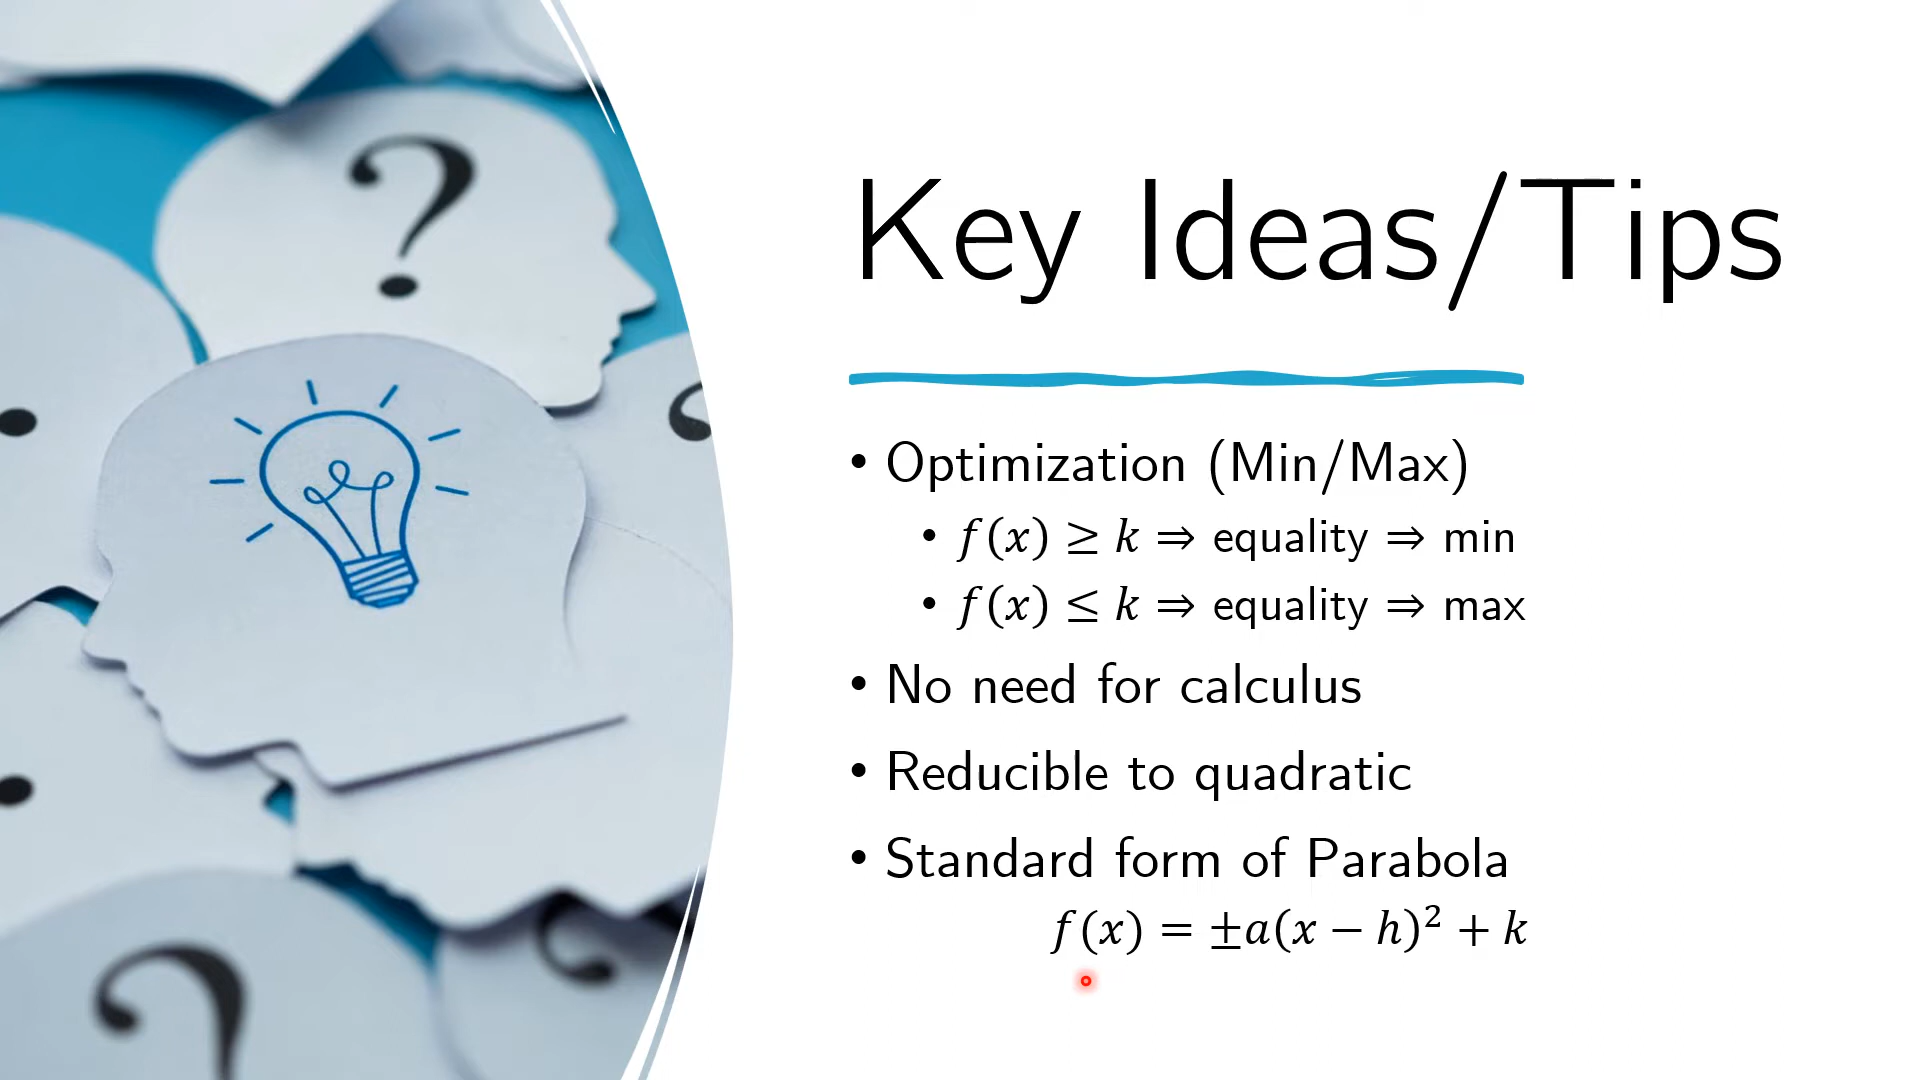 Key Ideas/Tips
• Optimization (Min/Max)
• f(x) ≥ k ⇒ equality ⇒ min
• f(x) ≤ k ⇒ equality ⇒ max
• No need for calculus
• Reducible to quadratic
• Standard form of Parabola
f(x) = ±a(x − h)² + k
?
?